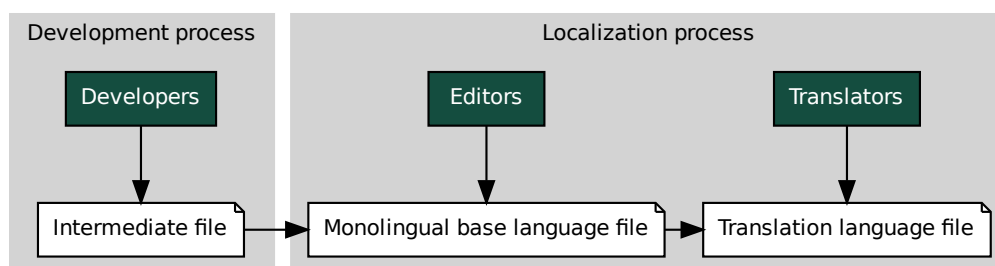 Development process
Localization process
Developers
Editors
Translators
Intermediate file
Monolingual base language file
Translation language file